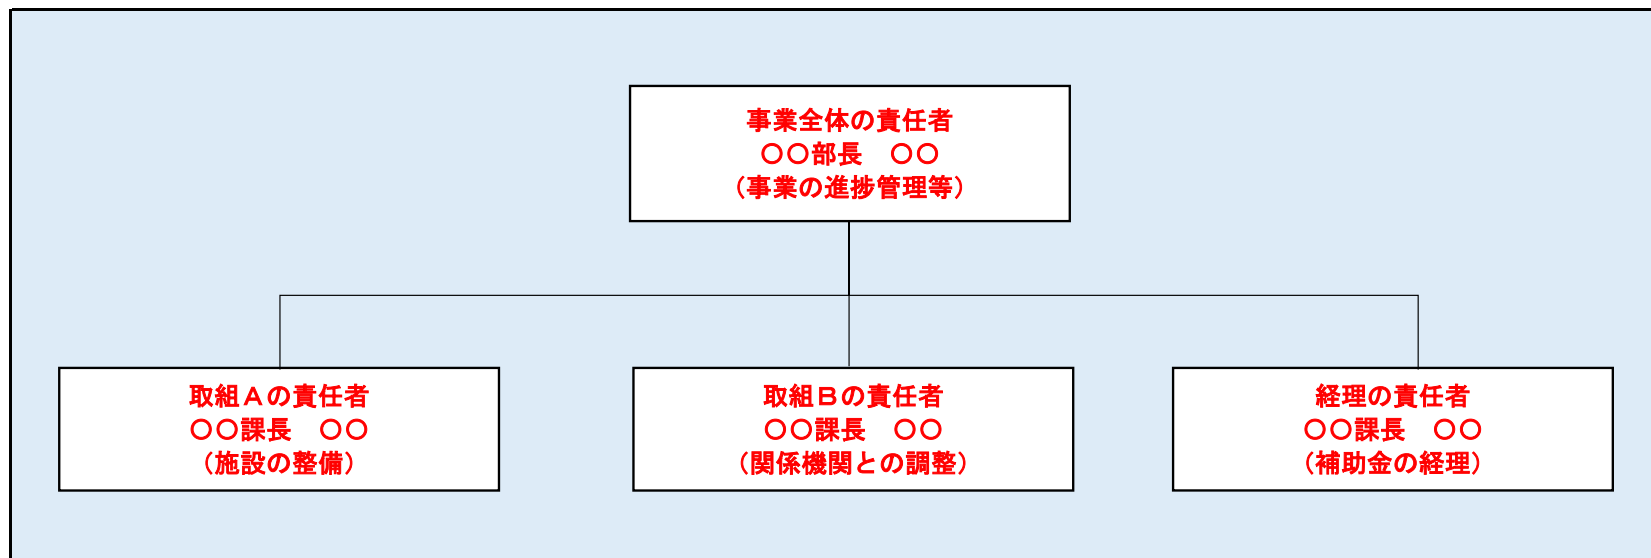 事業全体の責任者
〇〇部長　〇〇
（事業の進捗管理等）
取組Ａの責任者
〇〇課長　〇〇
（施設の整備）
取組Ｂの責任者
〇〇課長　〇〇
（関係機関との調整）
経理の責任者
〇〇課長　〇〇
（補助金の経理）